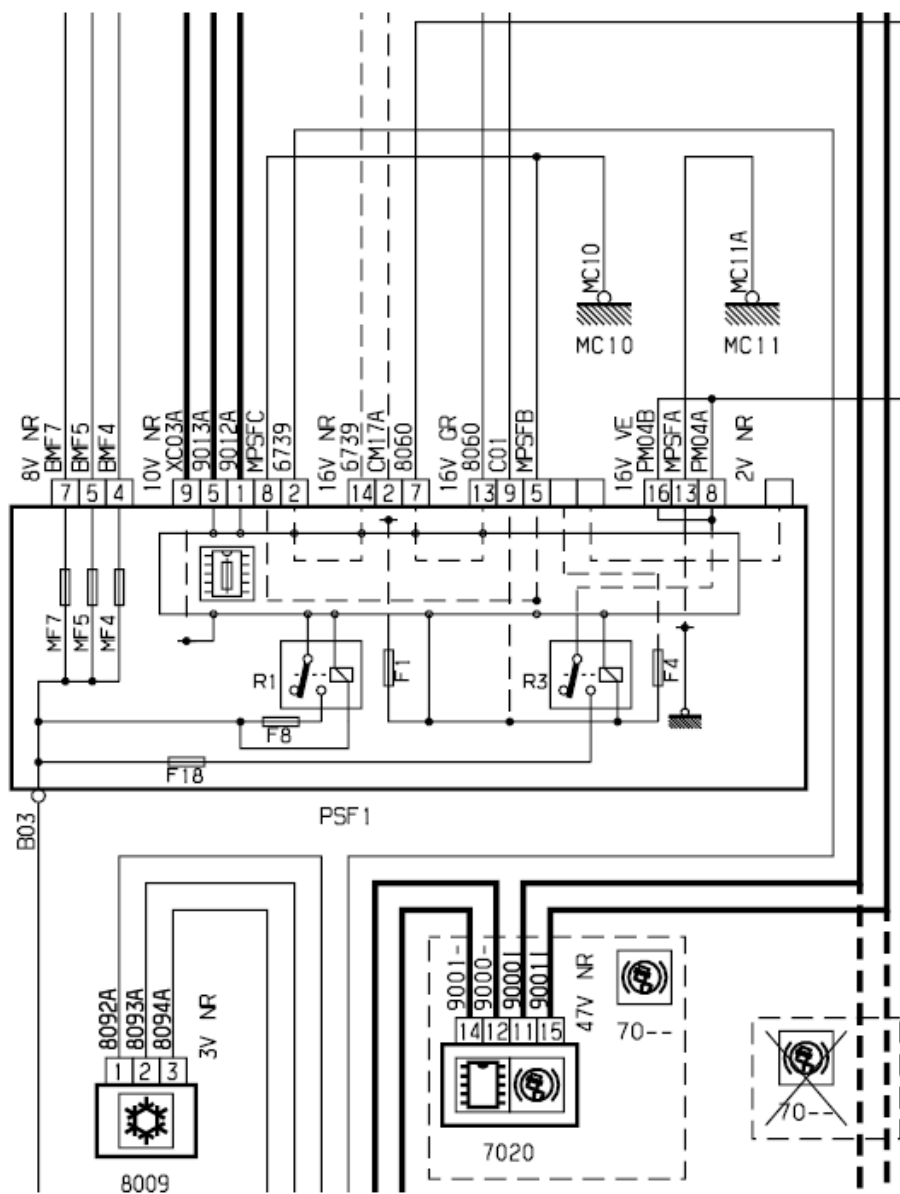 MC10
MC11A
MC10
MC11
8V NR
BMF7
BMF5
BMF4
10V NR
XC03A
9013A
9012A
MPSFC
6739
16V NR
6739
CM17A
8060
16V GR
8060
C01
MPSFB
16V VE
PM04B
MPSFA
PM04A
2V NR
7 5 4 9 5 1 8 2 14 2 7 13 9 5 16 13 8
MF7
MF5
MF4
R1
F1
R3
F4
F8
F18
B03
PSF1
8092A
8093A
8094A
3V NR
1 2 3
8009
9001-
9000-
9000I
9001I
47V NR
14 12 11 15
70--
7020
70--